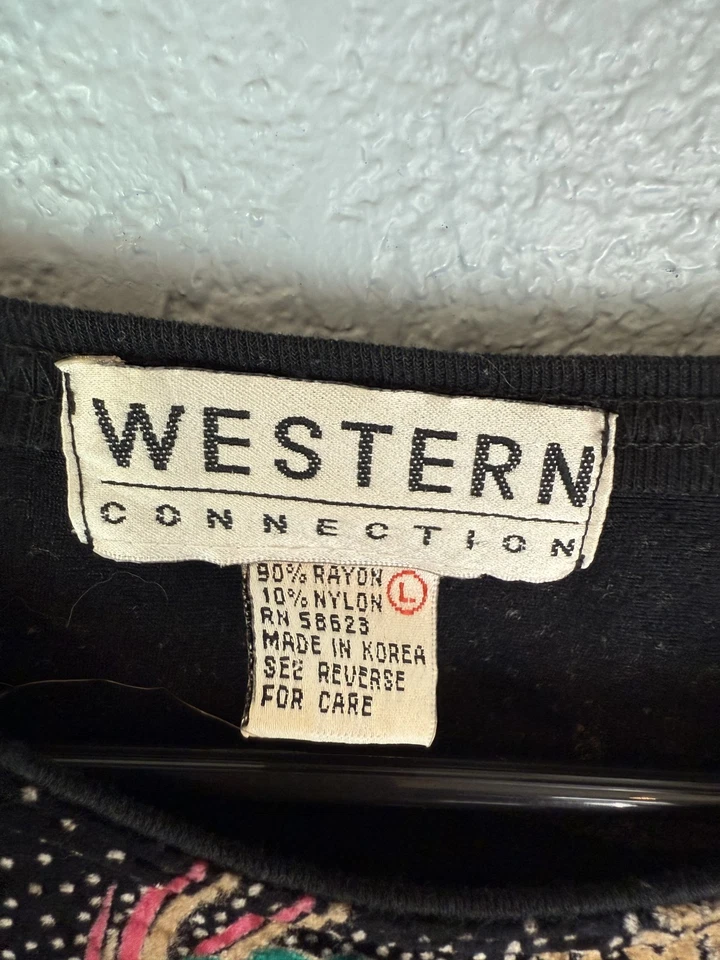 WESTERN
CONNECTION
90% RAYON
10% NYLON L
RN 58623
MADE IN KOREA
SEE REVERSE
FOR CARE